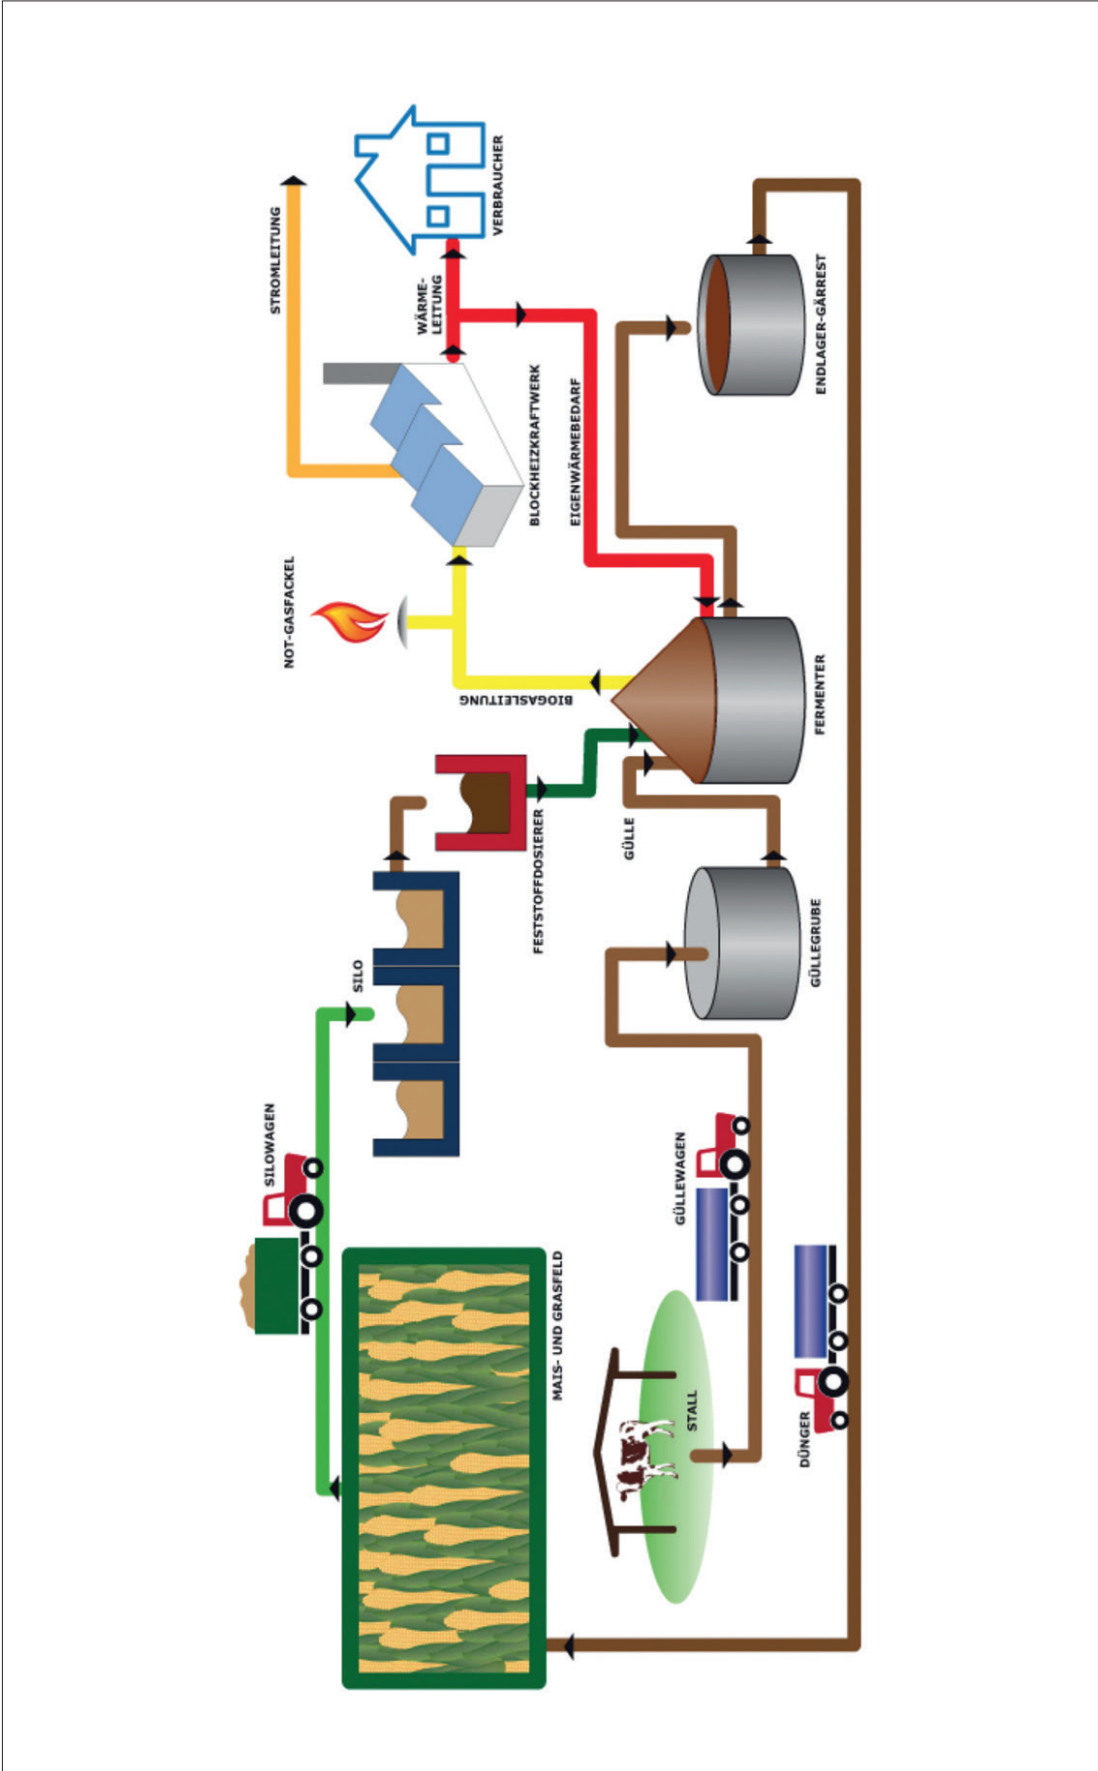 SILOWAGEN
STROMLEITUNG
NOT-GASFACKEL
SILO
WÄRME-
LEITUNG
VERBRAUCHER
BIOGASLEITUNG
BLOCKHEIZKRAFTWERK
FESTSTOFFDOSIERER
MAIS- UND GRASFELD
EIGENWÄRMEBEDARF
GÜLLE
GÜLLEWAGEN
STALL
GÜLLEGRUBE
FERMENTER
ENDLAGER-GÄRREST
DÜNGER